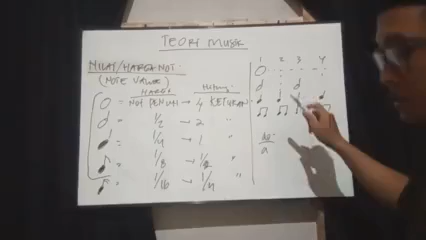 TEORI MUSIK
NILAI/HARGA NOT.
(NOTE VALUE)
HARGA
HITUNG
= NOT PENUH → 4 KETUKAN
= 1/2 → 2 "
= 1/4 → 1 "
= 1/8 → 1/2 "
= 1/16 → 1/4 "
1 2 3 4